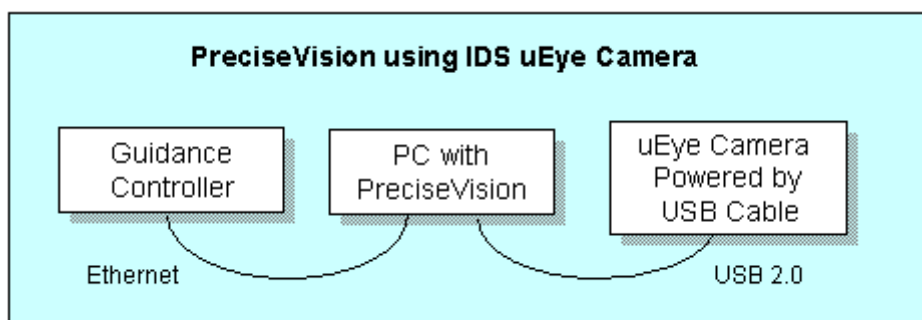 PreciseVision using IDS uEye Camera
Guidance
Controller
PC with
PreciseVision
uEye Camera
Powered by
USB Cable
Ethernet
USB 2.0